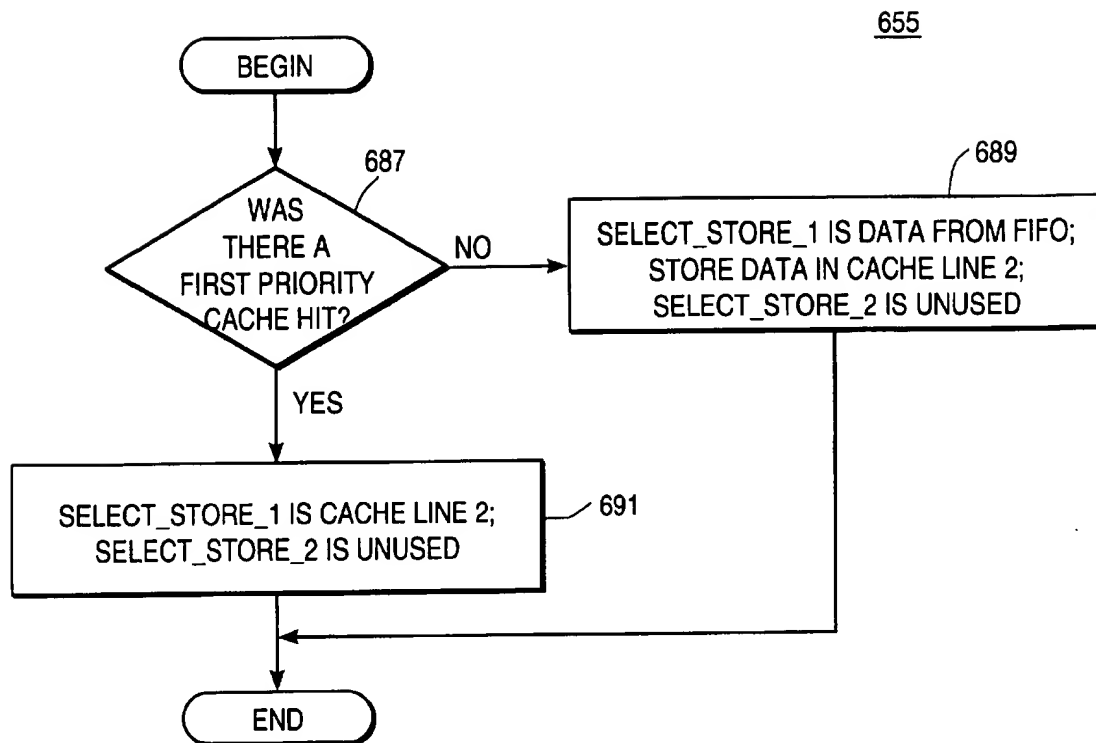 655
BEGIN
687
WAS
THERE A
FIRST PRIORITY
CACHE HIT?
NO
689
SELECT_STORE_1 IS DATA FROM FIFO;
STORE DATA IN CACHE LINE 2;
SELECT_STORE_2 IS UNUSED
YES
SELECT_STORE_1 IS CACHE LINE 2;
SELECT_STORE_2 IS UNUSED
691
END